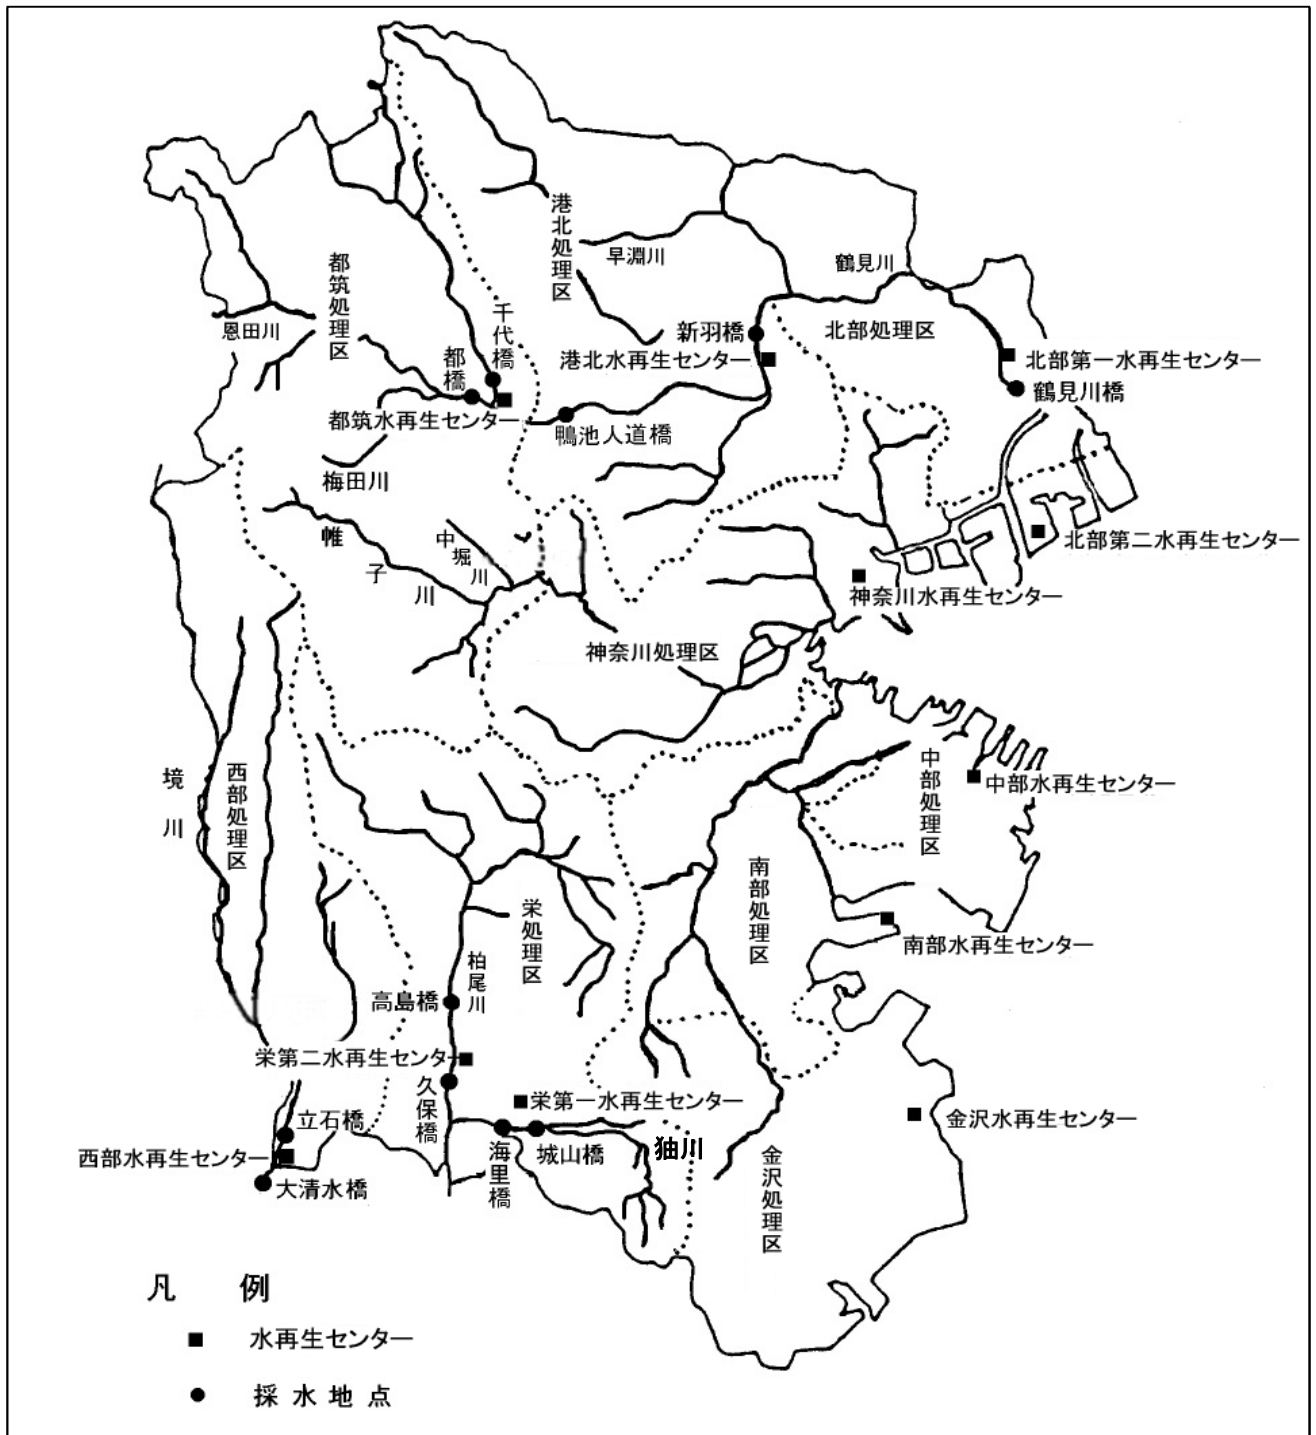 港北処理区
早淵川
鶴見川
都筑処理区
恩田川
千代橋
新羽橋
北部処理区
都橋
港北水再生センター
北部第一水再生センター
鶴見川橋
都筑水再生センター
鴨池人道橋
梅田川
帷子川
中堀川
北部第二水再生センター
神奈川水再生センター
神奈川処理区
境川
西部処理区
中部処理区
中部水再生センター
南部処理区
栄処理区
南部水再生センター
柏尾川
高島橋
栄第二水再生センター
久保橋
栄第一水再生センター
金沢水再生センター
立石橋
海里橋
城山橋
㹨川
西部水再生センター
大清水橋
金沢処理区
凡 例
水再生センター
採水地点